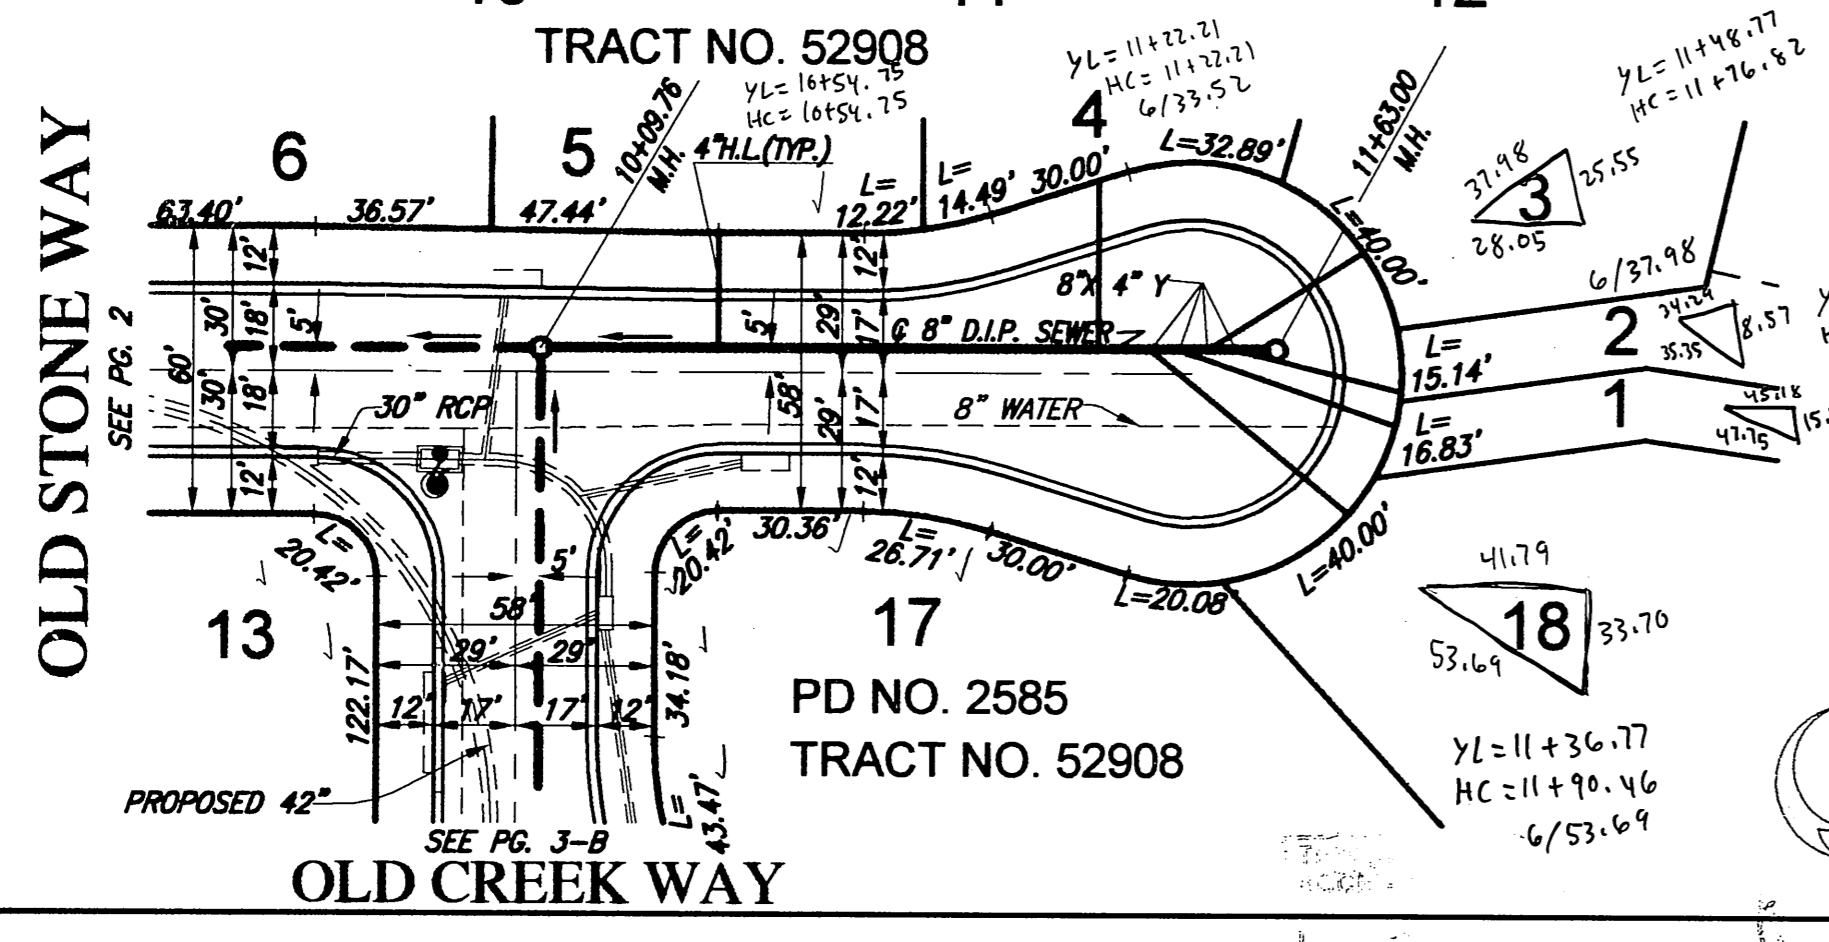 TRACT NO. 52908
YL= 10+54.75
HC= 10+54.75
YL= 11+22.21
HC= 11+22.21
6/33.52
YL= 11+48.77
HC= 11+76.82
10+09.76
M.H.
11+63.00
M.H.
6
5
4
4"H.L.(TYP.)
63.40'
36.57'
47.44'
L=
12.22'
L=
14.49'
30.00'
L=32.89'
L=40.00'
37.98
3
25.55
28.05
6/37.98
OLD STONE WAY
SEE PG. 2
12'
30'
18'
5'
60'
30'
18'
12'
5'
29'
12'
17'
58'
29'
17'
12'
8"X 4" Y
℄ 8" D.I.P. SEWER
8" WATER
30" RCP
L=
15.14'
2
34.29
8.57
35.35
L=
16.83'
1
45.18
47.75
L=
20.42'
L=
20.42'
30.36'
L=
26.71'
30.00'
L=20.08'
L=40.00'
41.79
18
33.70
53.69
13
5'
58'
29'
29'
122.17'
12'
17'
17'
12'
34.18'
17
PD NO. 2585
TRACT NO. 52908
YL=11+36.77
HC=11+90.46
6/53.69
PROPOSED 42"
L=
43.47'
SEE PG. 3-B
OLD CREEK WAY